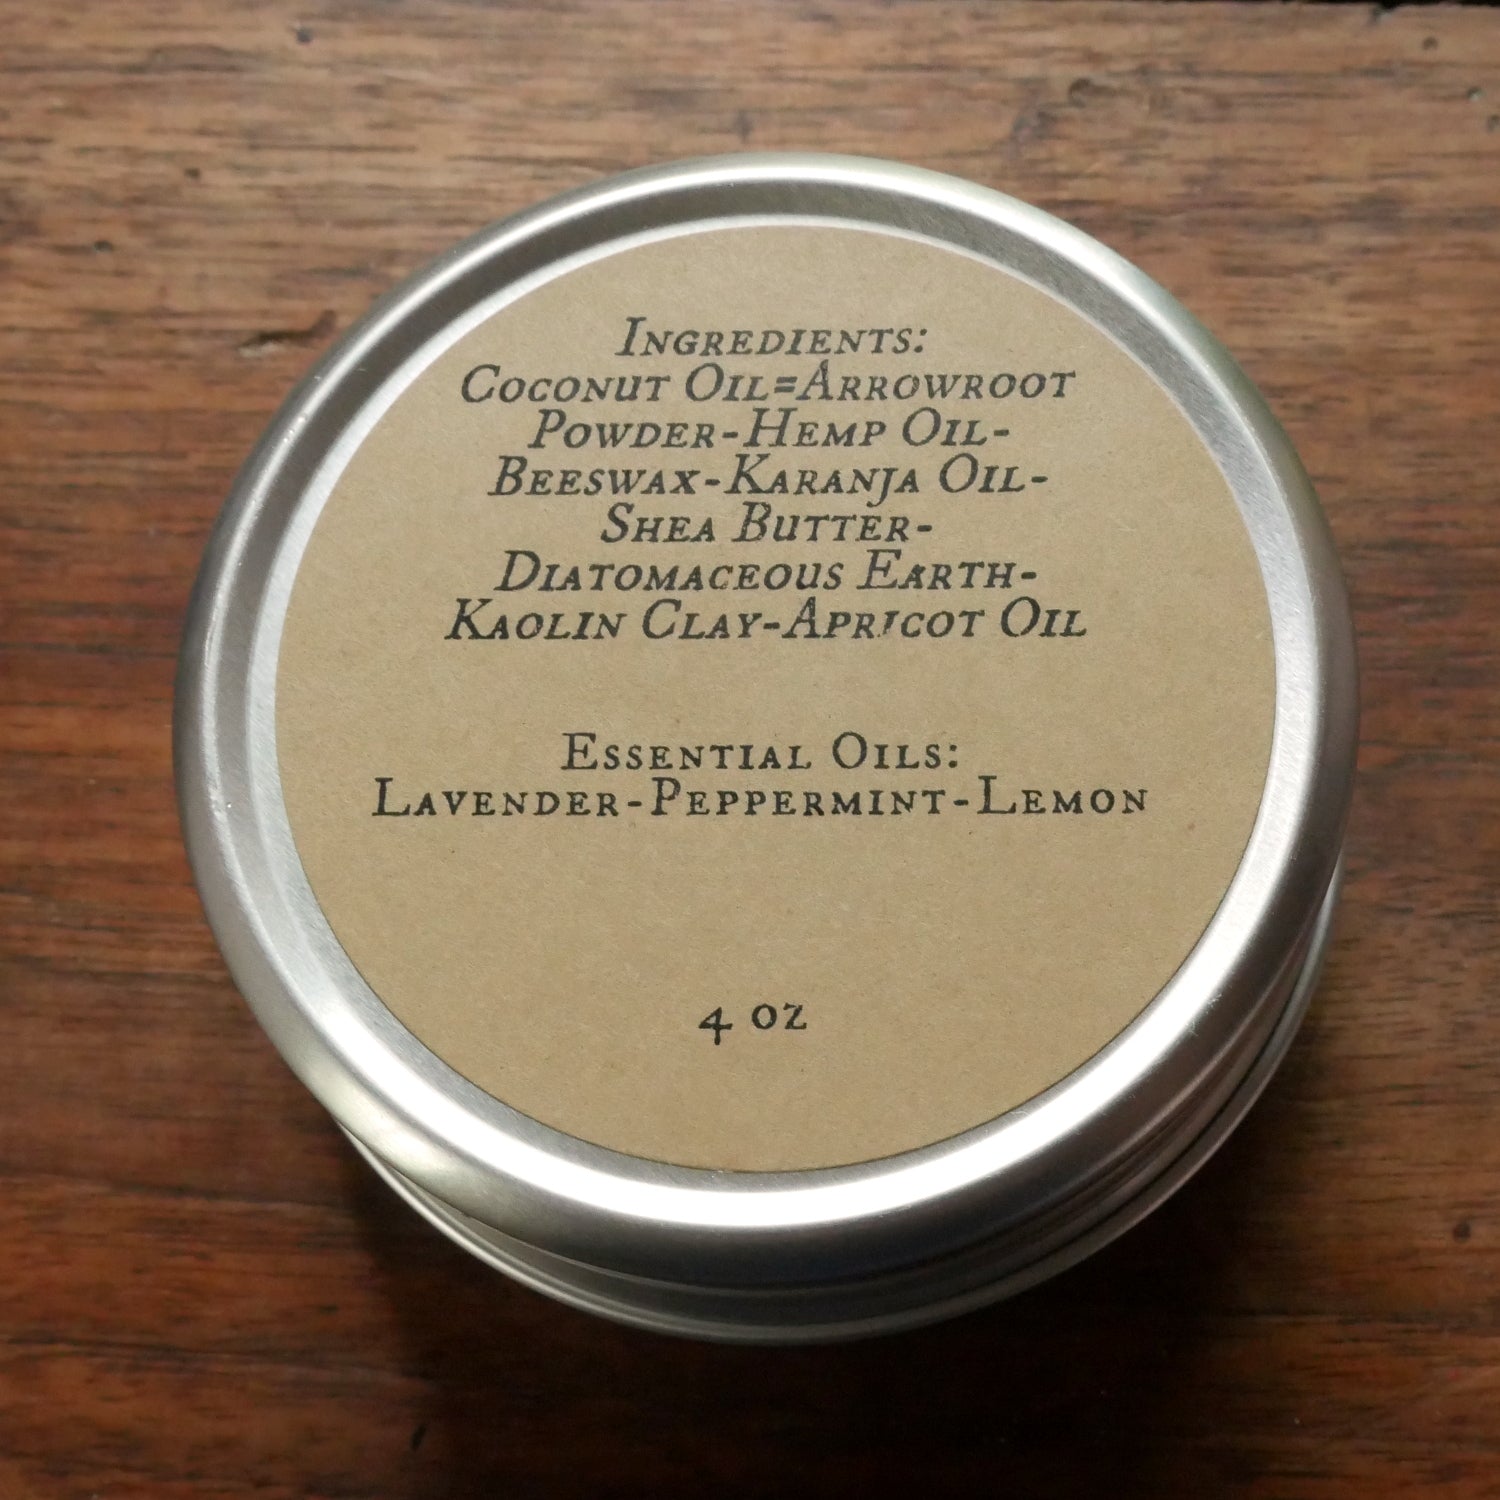 Ingredients:
Coconut Oil=Arrowroot
Powder-Hemp Oil-
Beeswax-Karanja Oil-
Shea Butter-
Diatomaceous Earth-
Kaolin Clay-Apricot Oil
Essential Oils:
Lavender-Peppermint-Lemon
4 oz